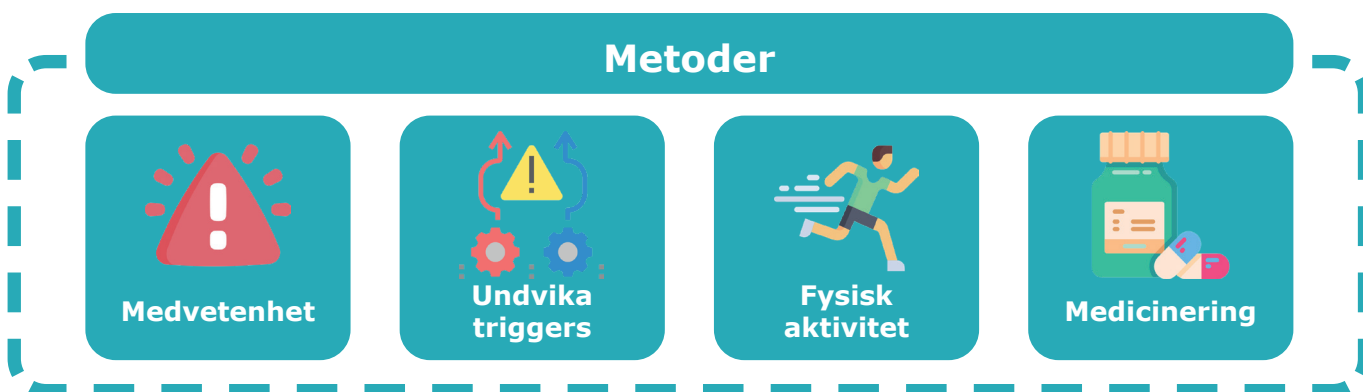 Metoder
Medvetenhet
Undvika
triggers
Fysisk
aktivitet
Medicinering